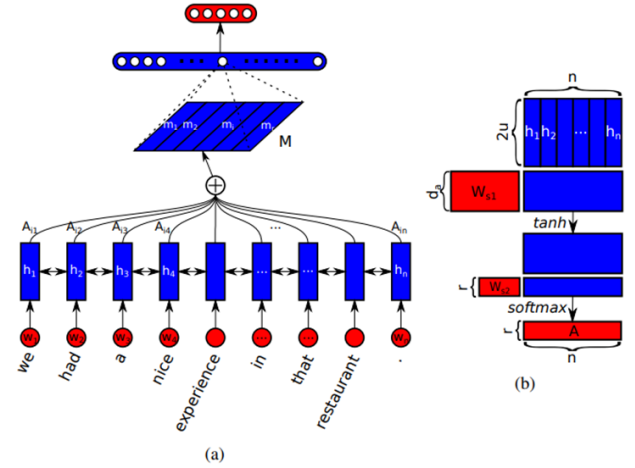 m1 m2 mi mr
M
Ai1 Ai2 Ai3 Ai4 ... Ain
h1 h2 h3 h4 ... ... hn
w1 w2 w3 w4 ... ... wn
we had a nice experience in that restaurant .
(a)
n
2u
h1 h2 ... hn
da
Ws1
tanh
r
Ws2
softmax
r
A
n
(b)